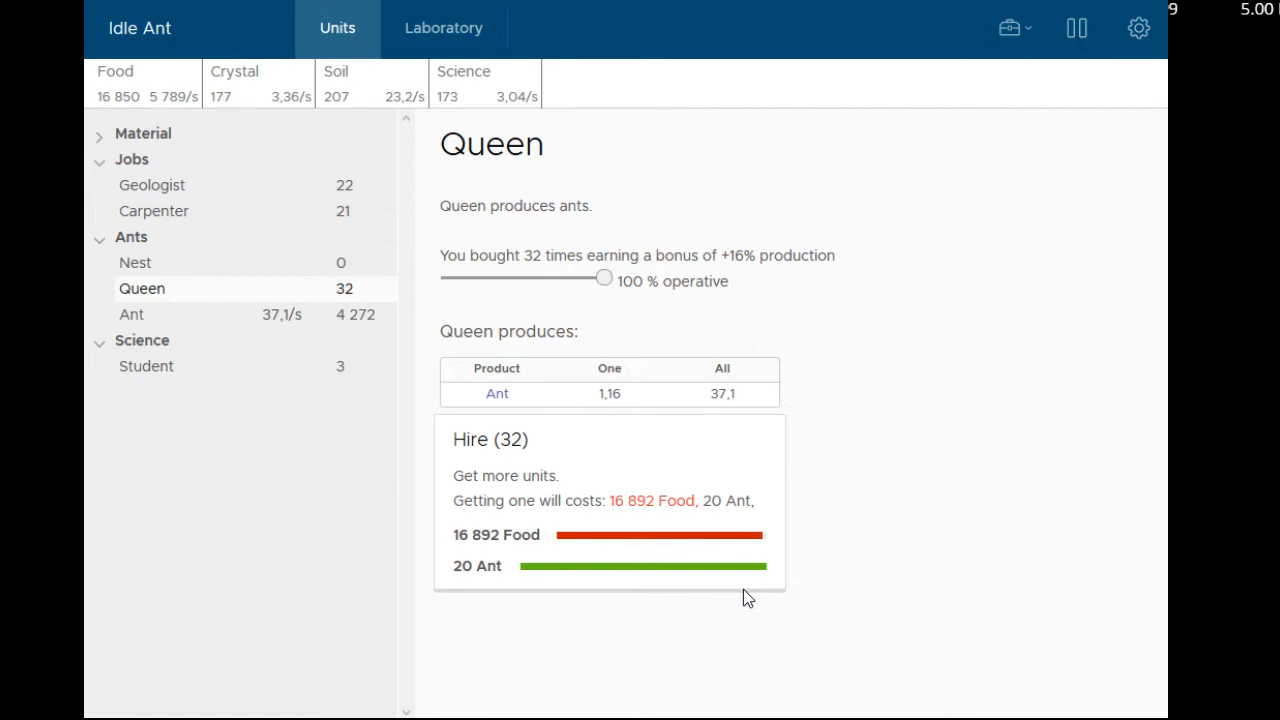 Idle Ant Units Laboratory
9 5.00
Food Crystal Soil Science
16 850 5 789/s 177 3,36/s 207 23,2/s 173 3,04/s
Material
Jobs
Geologist 22
Carpenter 21
Ants
Nest 0
Queen 32
Ant 37,1/s 4 272
Science
Student 3
Queen
Queen produces ants.
You bought 32 times earning a bonus of +16% production
100 % operative
Queen produces:
Product One All
Ant 1,16 37,1
Hire (32)
Get more units.
Getting one will costs: 16 892 Food, 20 Ant,
16 892 Food
20 Ant